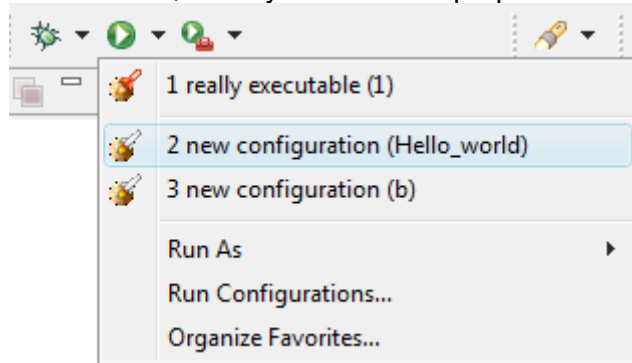 1 really executable (1)
2 new configuration (Hello_world)
3 new configuration (b)
Run As
Run Configurations...
Organize Favorites...